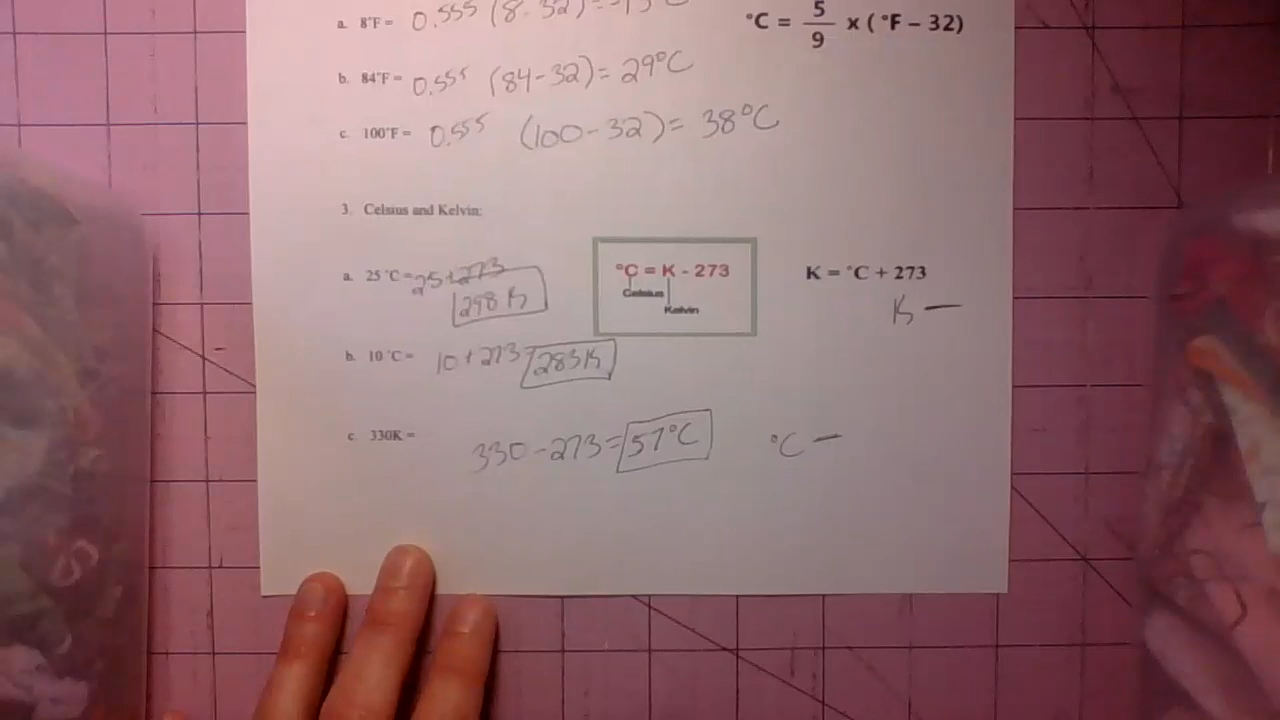 a. 8°F = 0.555 (8-32) = -13°C
°C = 5/9 x ( °F – 32)
b. 84°F = 0.555 (84-32) = 29°C
c. 100°F = 0.555 (100-32) = 38°C
3. Celsius and Kelvin:
a. 25 °C = 25+273
298 K
°C = K - 273
Celsius
Kelvin
K = °C + 273
K —
b. 10 °C = 10+273 = 283K
c. 330K = 330-273 = 57°C
°C —